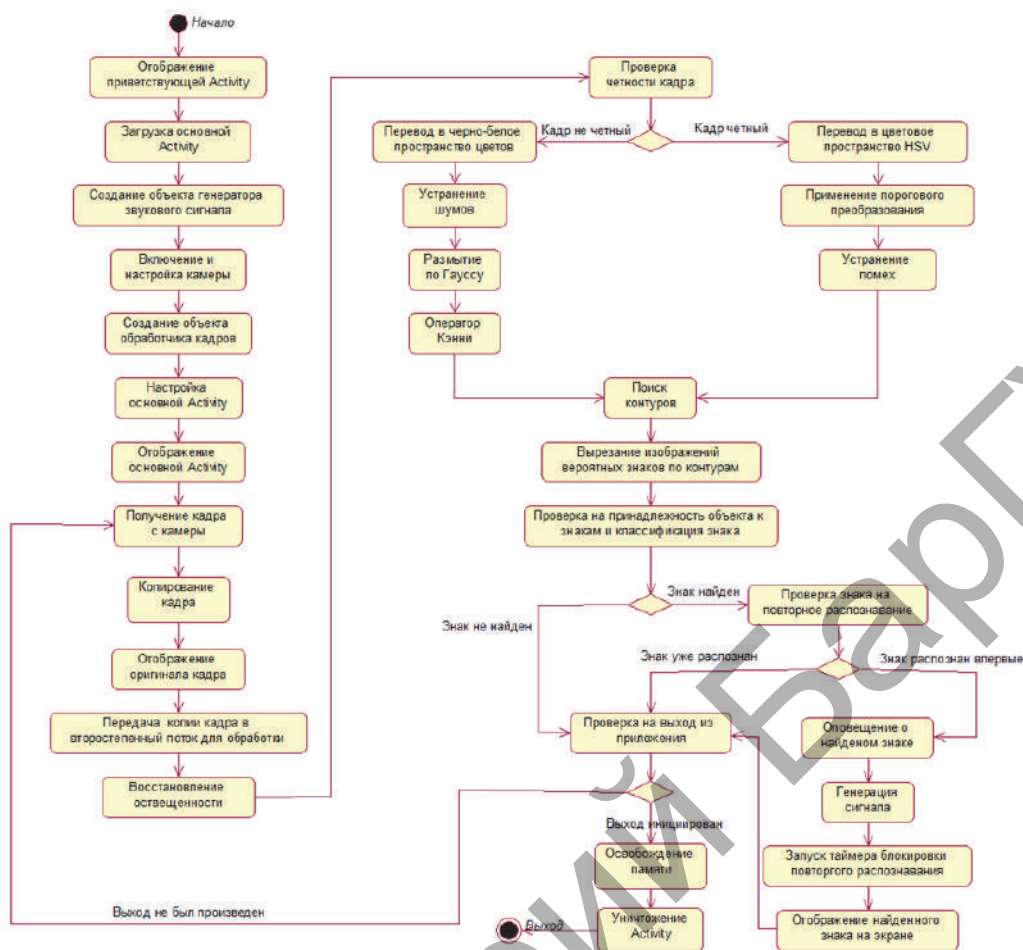 Начало
Отображение
приветствующей Activity
Загрузка основной
Activity
Создание объекта генератора
звукового сигнала
Включение и
настройка камеры
Создание объекта
обработчика кадров
Настройка
основной Activity
Отображение
основной Activity
Получение кадра
с камеры
Копирование
кадра
Отображение
оригинала кадра
Передача копии кадра в
второстепенный поток для обработки
Восстановление
оствещенности
Проверка
четности кадра
Кадр не четный
Кадр четный
Перевод в черно-белое
пространство цветов
Устранение
шумов
Размытие
по Гауссу
Оператор
Кэнни
Перевод в цветовое
пространство HSV
Применение порогового
преобразования
Устранение
помех
Поиск
контуров
Вырезание изображений
вероятных знаков по контурам
Проверка на принадлежность объекта к
знакам и классификация знака
Знак не найден
Знак найден
Проверка знака на
повторное распознавание
Знак уже распознан
Знак распознан впервые
Проверка на выход из
приложения
Оповещение о
найденом знаке
Генерация
сигнала
Запуск таймера блокировки
повторгого распознавания
Отображение найденного
знака на экране
Выход инициирован
Освобождение
памяти
Уничтожение
Activity
Выход
Выход не был произведен
рий БарГУ